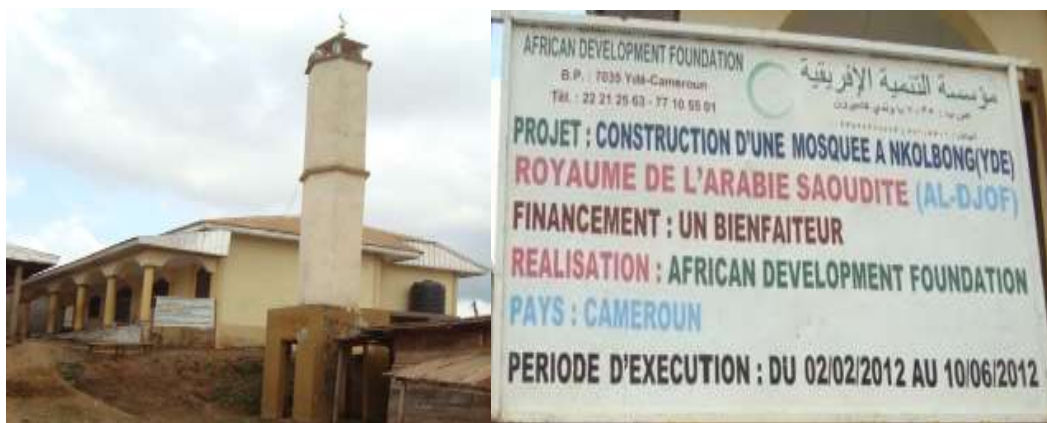 AFRICAN DEVELOPMENT FOUNDATION
مؤسسة التنمية الإفريقية
B.P. : 7035 Ydé-Cameroun
Tél. : 22 21 25 63 - 77 10 55 01
PROJET : CONSTRUCTION D'UNE MOSQUEE A NKOLBONG(YDE)
ROYAUME DE L'ARABIE SAOUDITE (AL-DJOF)
FINANCEMENT : UN BIENFAITEUR
REALISATION : AFRICAN DEVELOPMENT FOUNDATION
PAYS : CAMEROUN
PERIODE D'EXECUTION : DU 02/02/2012 AU 10/06/2012